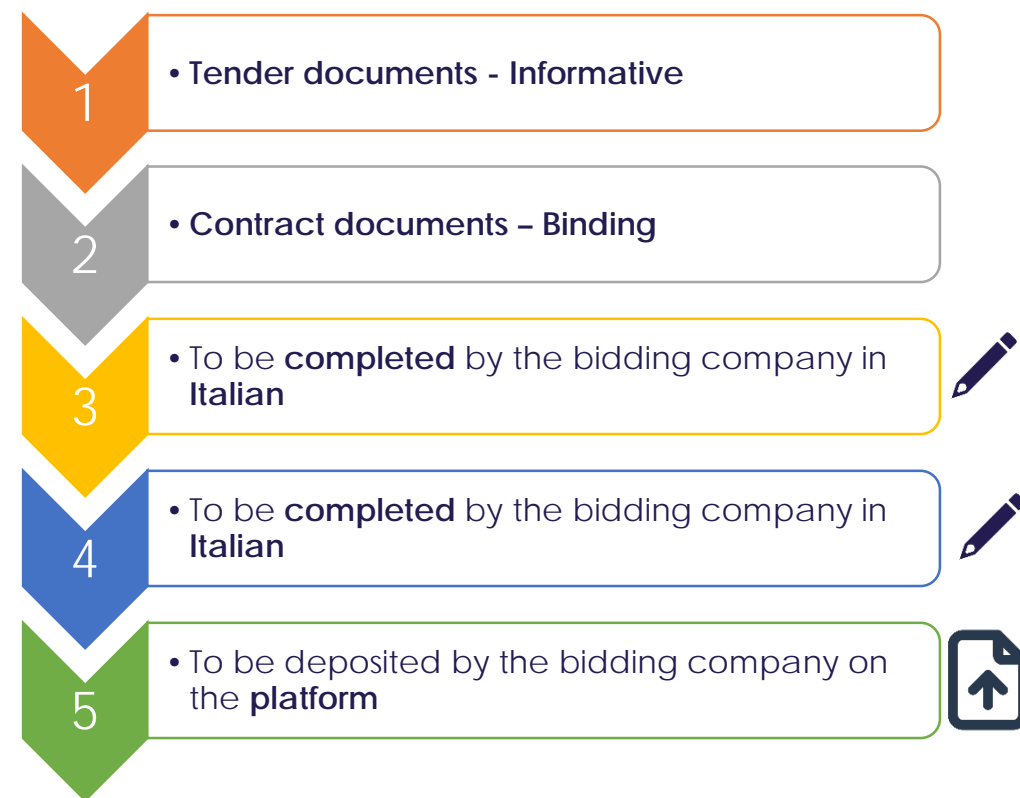 1
• Tender documents - Informative
2
• Contract documents – Binding
3
• To be completed by the bidding company in
Italian
4
• To be completed by the bidding company in
Italian
5
• To be deposited by the bidding company on
the platform